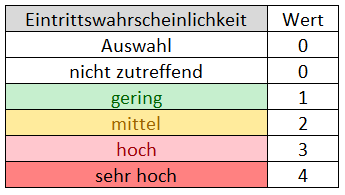 Eintrittswahrscheinlichkeit Wert
Auswahl 0
nicht zutreffend 0
gering 1
mittel 2
hoch 3
sehr hoch 4